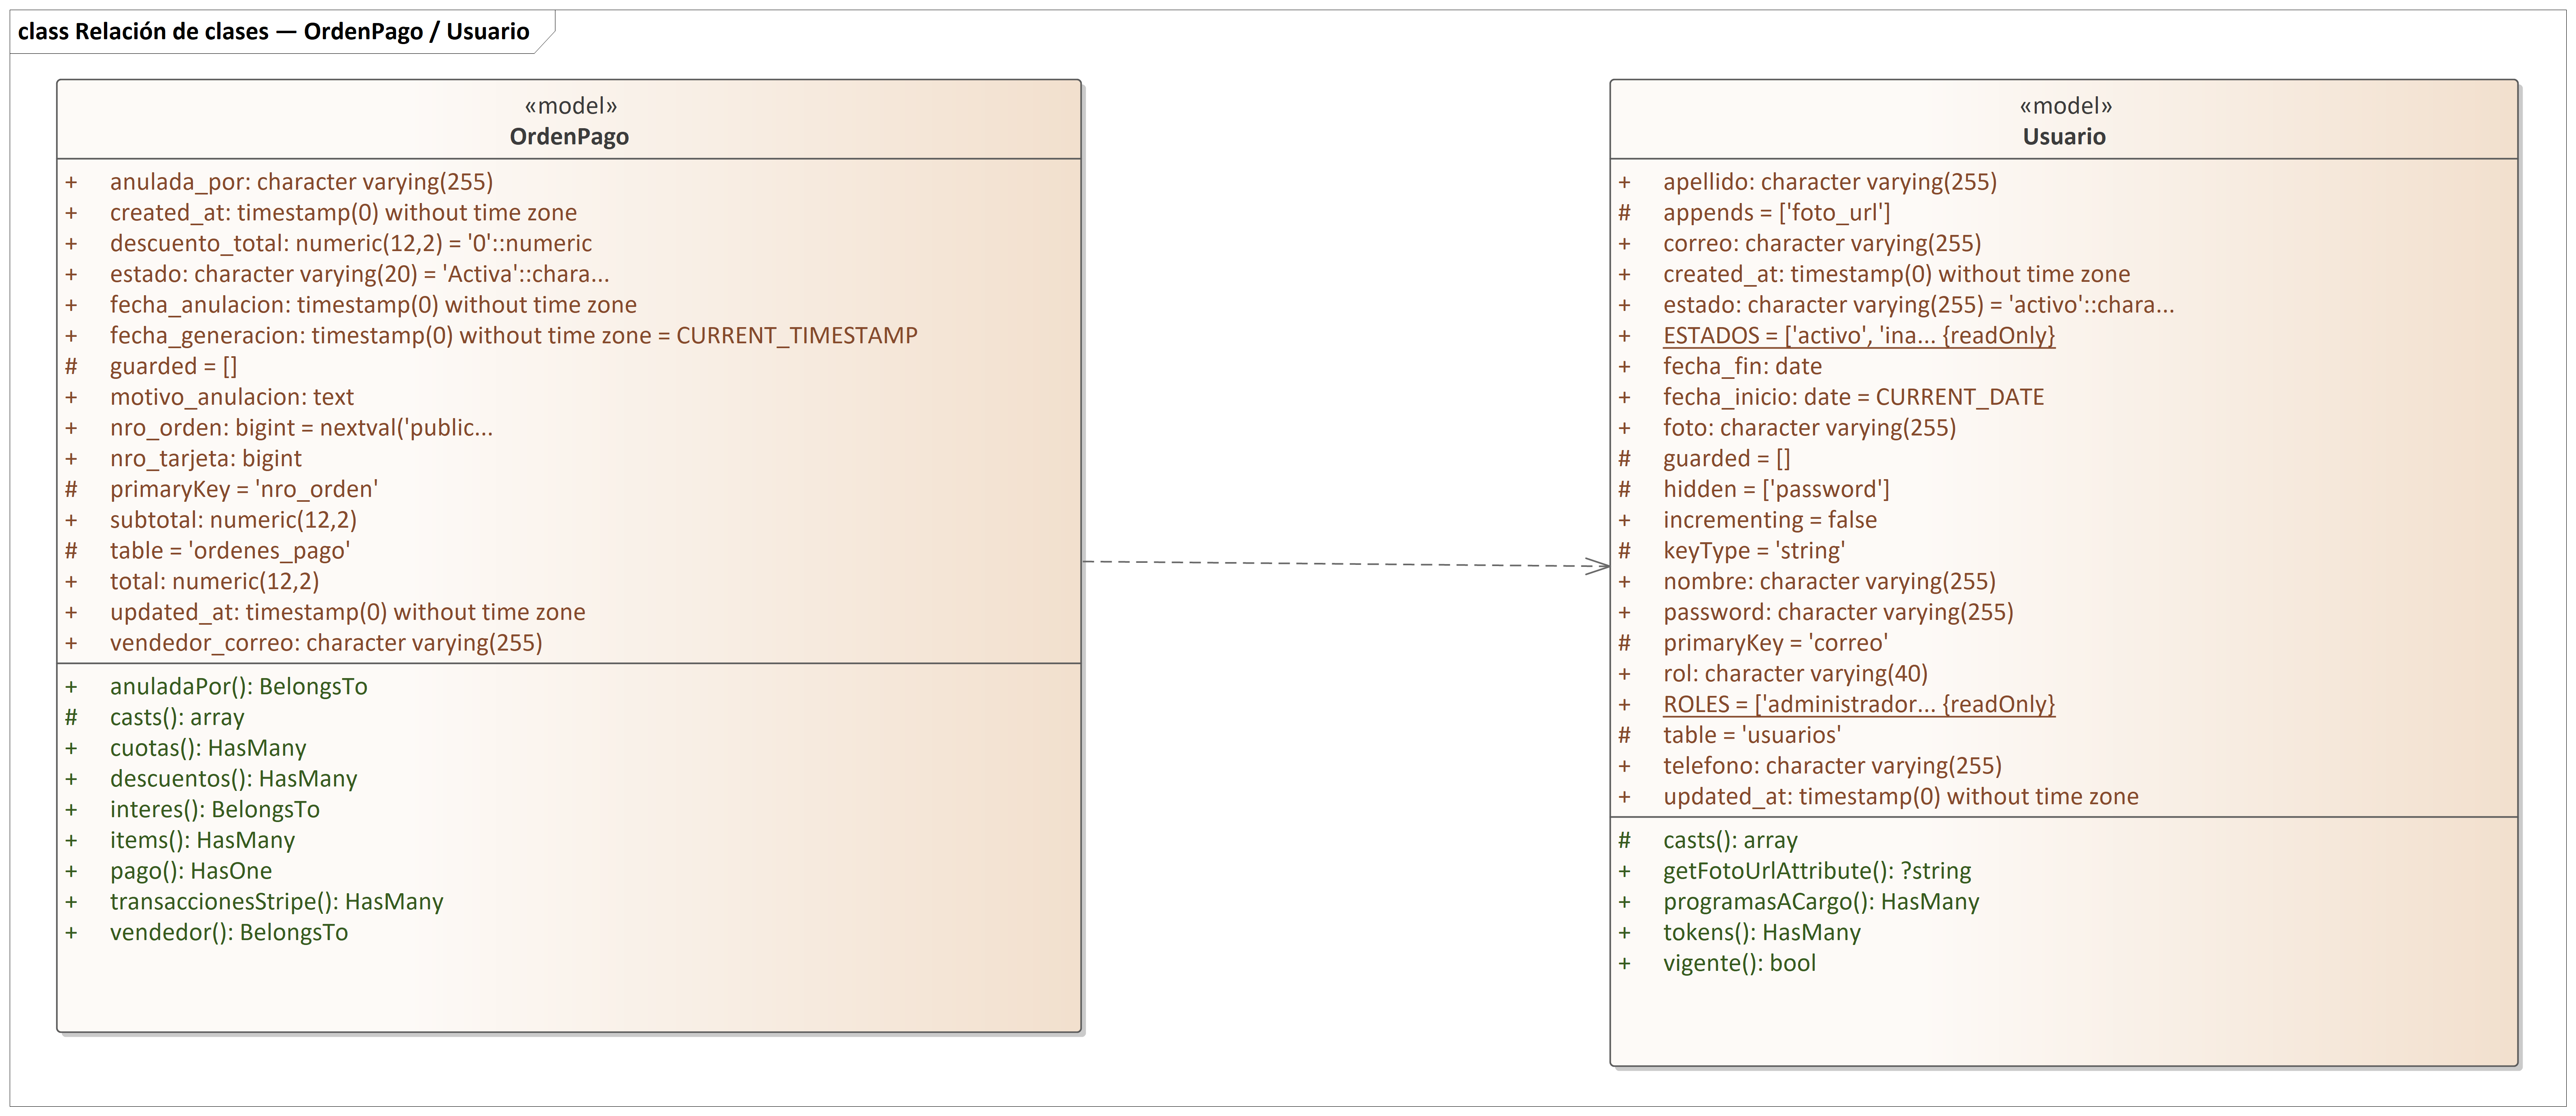 class Relación de clases — OrdenPago / Usuario
«model»
OrdenPago
+ anulada_por: character varying(255)
+ created_at: timestamp(0) without time zone
+ descuento_total: numeric(12,2) = '0'::numeric
+ estado: character varying(20) = 'Activa'::chara...
+ fecha_anulacion: timestamp(0) without time zone
+ fecha_generacion: timestamp(0) without time zone = CURRENT_TIMESTAMP
# guarded = []
+ motivo_anulacion: text
+ nro_orden: bigint = nextval('public...
+ nro_tarjeta: bigint
# primaryKey = 'nro_orden'
+ subtotal: numeric(12,2)
# table = 'ordenes_pago'
+ total: numeric(12,2)
+ updated_at: timestamp(0) without time zone
+ vendedor_correo: character varying(255)
+ anuladaPor(): BelongsTo
# casts(): array
+ cuotas(): HasMany
+ descuentos(): HasMany
+ interes(): BelongsTo
+ items(): HasMany
+ pago(): HasOne
+ transaccionesStripe(): HasMany
+ vendedor(): BelongsTo
«model»
Usuario
+ apellido: character varying(255)
# appends = ['foto_url']
+ correo: character varying(255)
+ created_at: timestamp(0) without time zone
+ estado: character varying(255) = 'activo'::chara...
+ ESTADOS = ['activo', 'ina... {readOnly}
+ fecha_fin: date
+ fecha_inicio: date = CURRENT_DATE
+ foto: character varying(255)
# guarded = []
# hidden = ['password']
+ incrementing = false
# keyType = 'string'
+ nombre: character varying(255)
+ password: character varying(255)
# primaryKey = 'correo'
+ rol: character varying(40)
+ ROLES = ['administrador... {readOnly}
# table = 'usuarios'
+ telefono: character varying(255)
+ updated_at: timestamp(0) without time zone
# casts(): array
+ getFotoUrlAttribute(): ?string
+ programasACargo(): HasMany
+ tokens(): HasMany
+ vigente(): bool